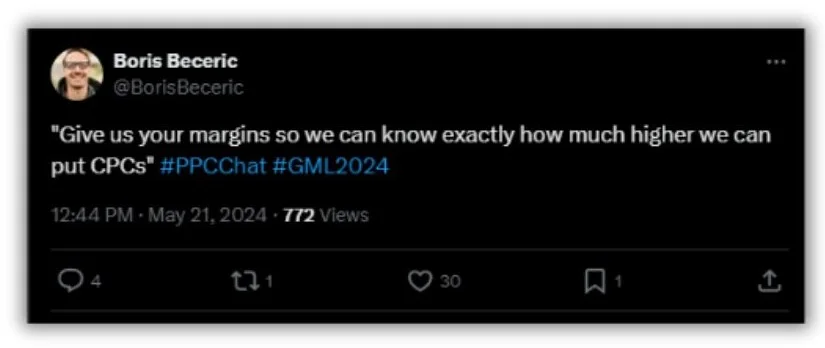 Boris Beceric
@BorisBeceric
"Give us your margins so we can know exactly how much higher we can
put CPCs" #PPCChat #GML2024
12:44 PM · May 21, 2024 · 772 Views
4 1 30 1